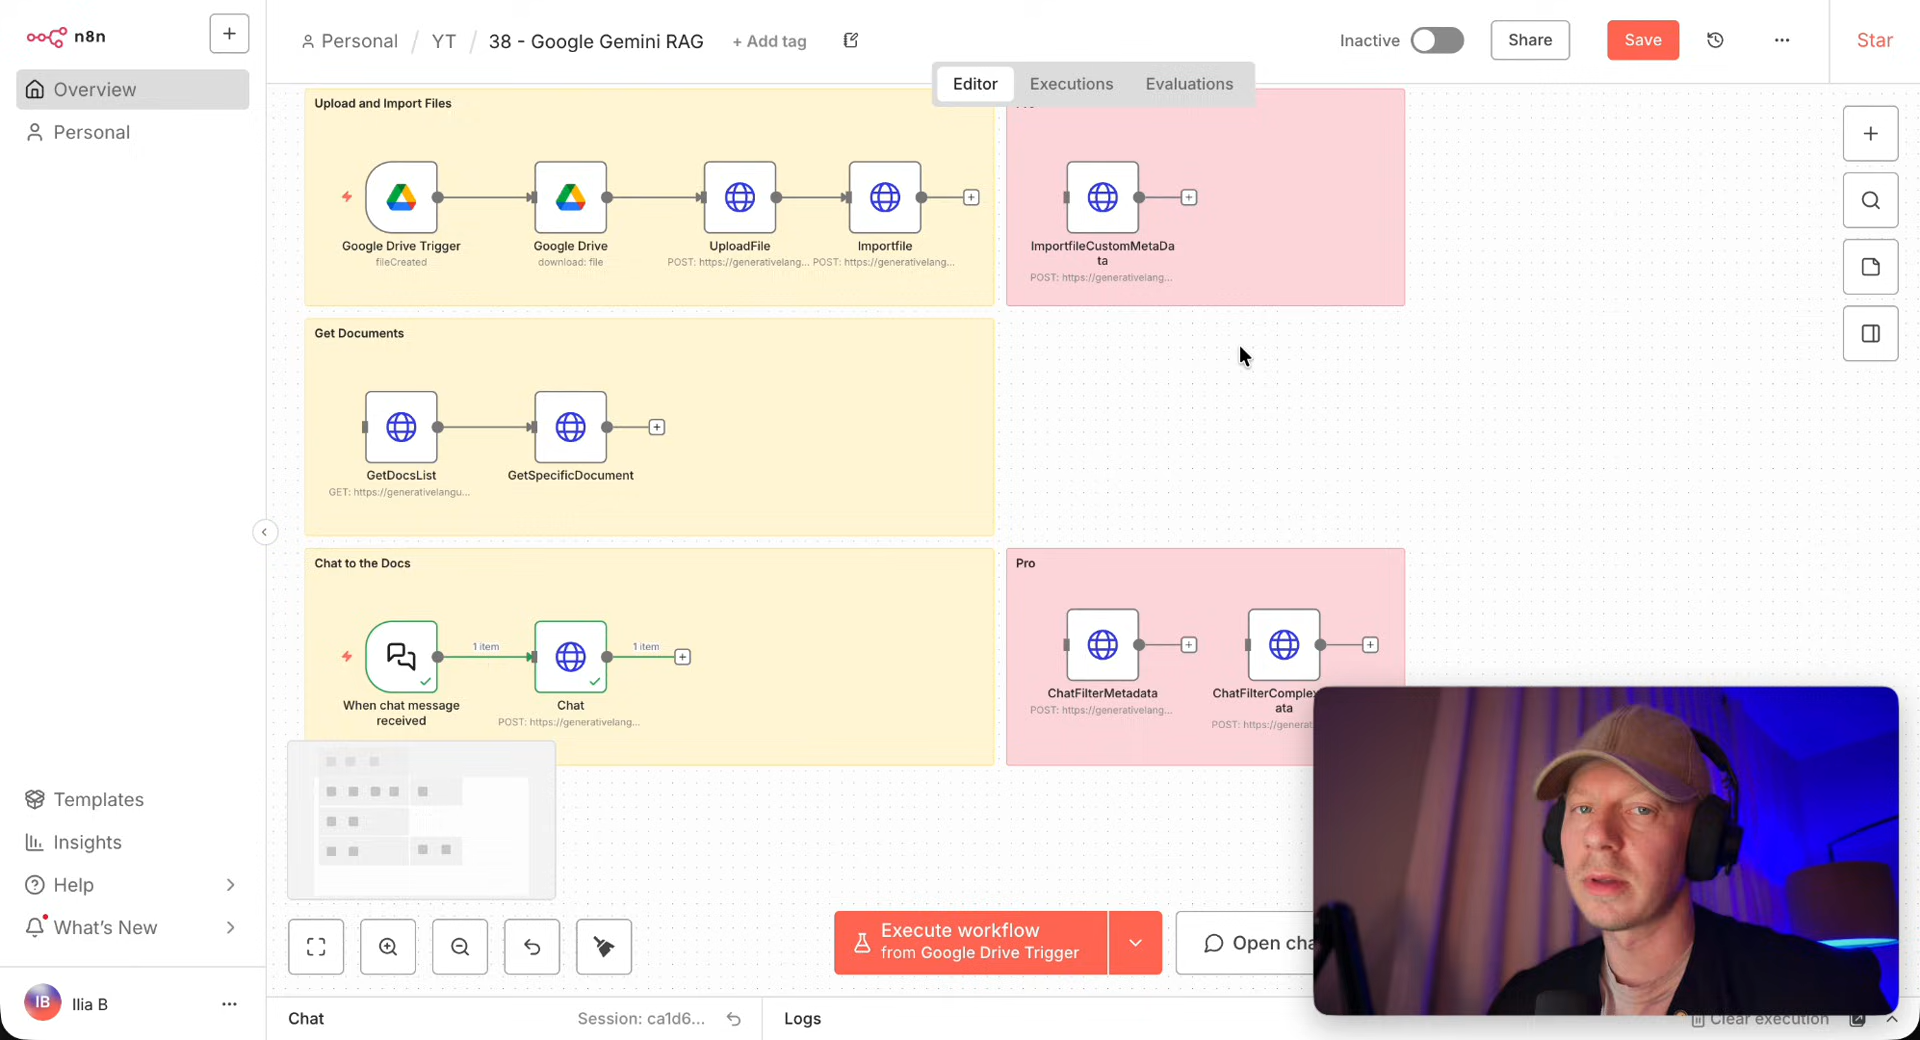 n8n
Overview
Personal
Templates
Insights
Help
What's New
IB
Ilia B
Personal / YT / 38 - Google Gemini RAG + Add tag
Inactive
Share
Save
Star
Editor
Executions
Evaluations
Upload and Import Files
Google Drive Trigger
fileCreated
Google Drive
download: file
UploadFile
POST: https://generativelang...
Importfile
POST: https://generativelang...
ImportfileCustomMetaDa
ta
POST: https://generativelang...
Get Documents
GetDocsList
GET: https://generativelangu...
GetSpecificDocument
Chat to the Docs
1 item
1 item
When chat message
received
Chat
POST: https://generativelang...
Pro
ChatFilterMetadata
POST: https://generativelang...
ChatFilterComple
ata
POST: https://generat
Execute workflow
from Google Drive Trigger
Open cha
Chat
Session: ca1d6...
Logs
Clear execution